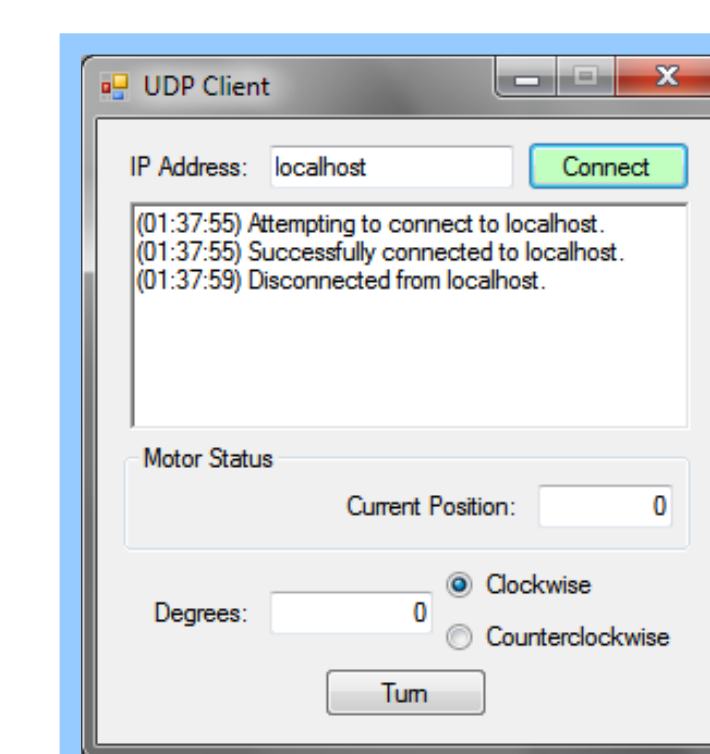 UDP Client
IP Address: localhost Connect
(01:37:55) Attempting to connect to localhost.
(01:37:55) Successfully connected to localhost.
(01:37:59) Disconnected from localhost.
Motor Status
Current Position: 0
Clockwise
Degrees: 0
Counterclockwise
Turn